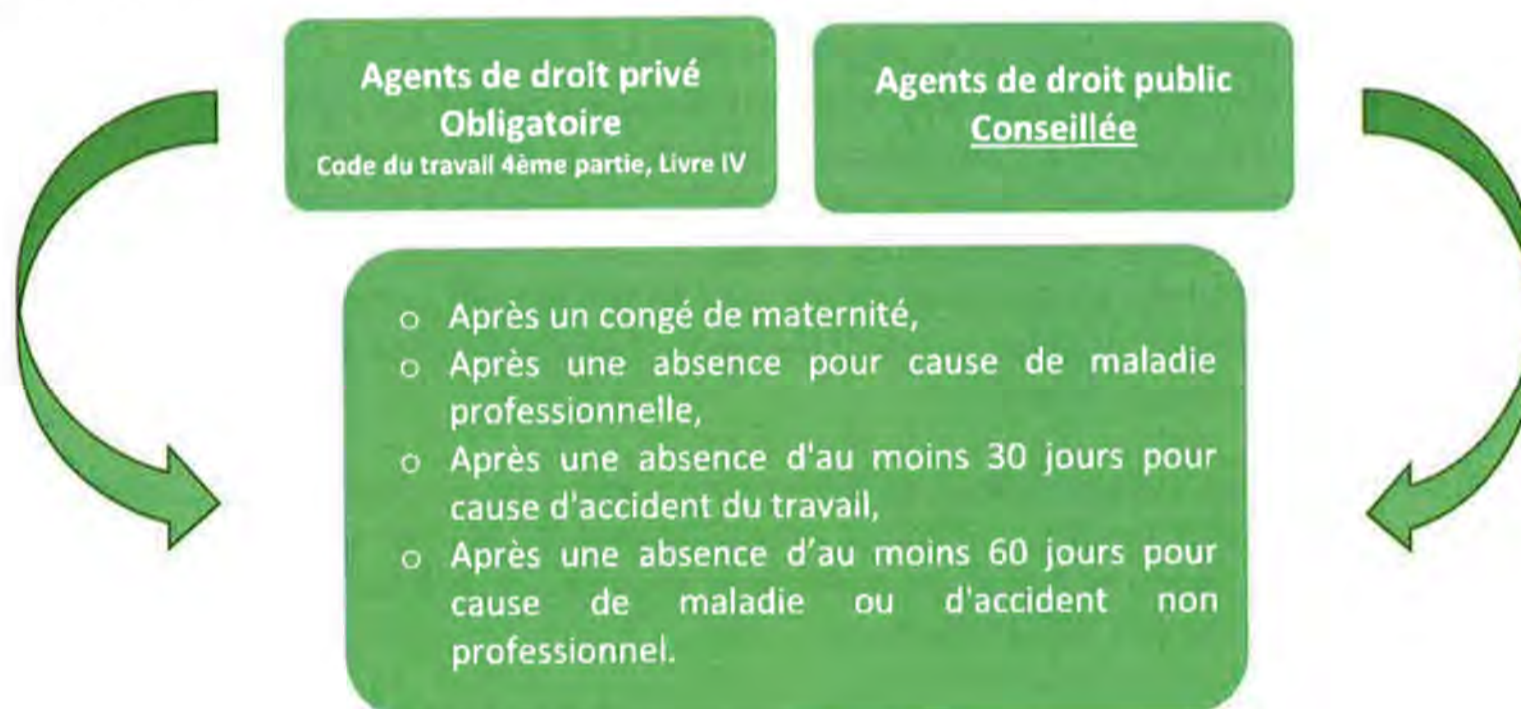 Agents de droit privé
Obligatoire
Code du travail 4ème partie, Livre IV
Agents de droit public
Conseillée
o Après un congé de maternité,
o Après une absence pour cause de maladie
professionnelle,
o Après une absence d'au moins 30 jours pour
cause d'accident du travail,
o Après une absence d’au moins 60 jours pour
cause de maladie ou d'accident non
professionnel.